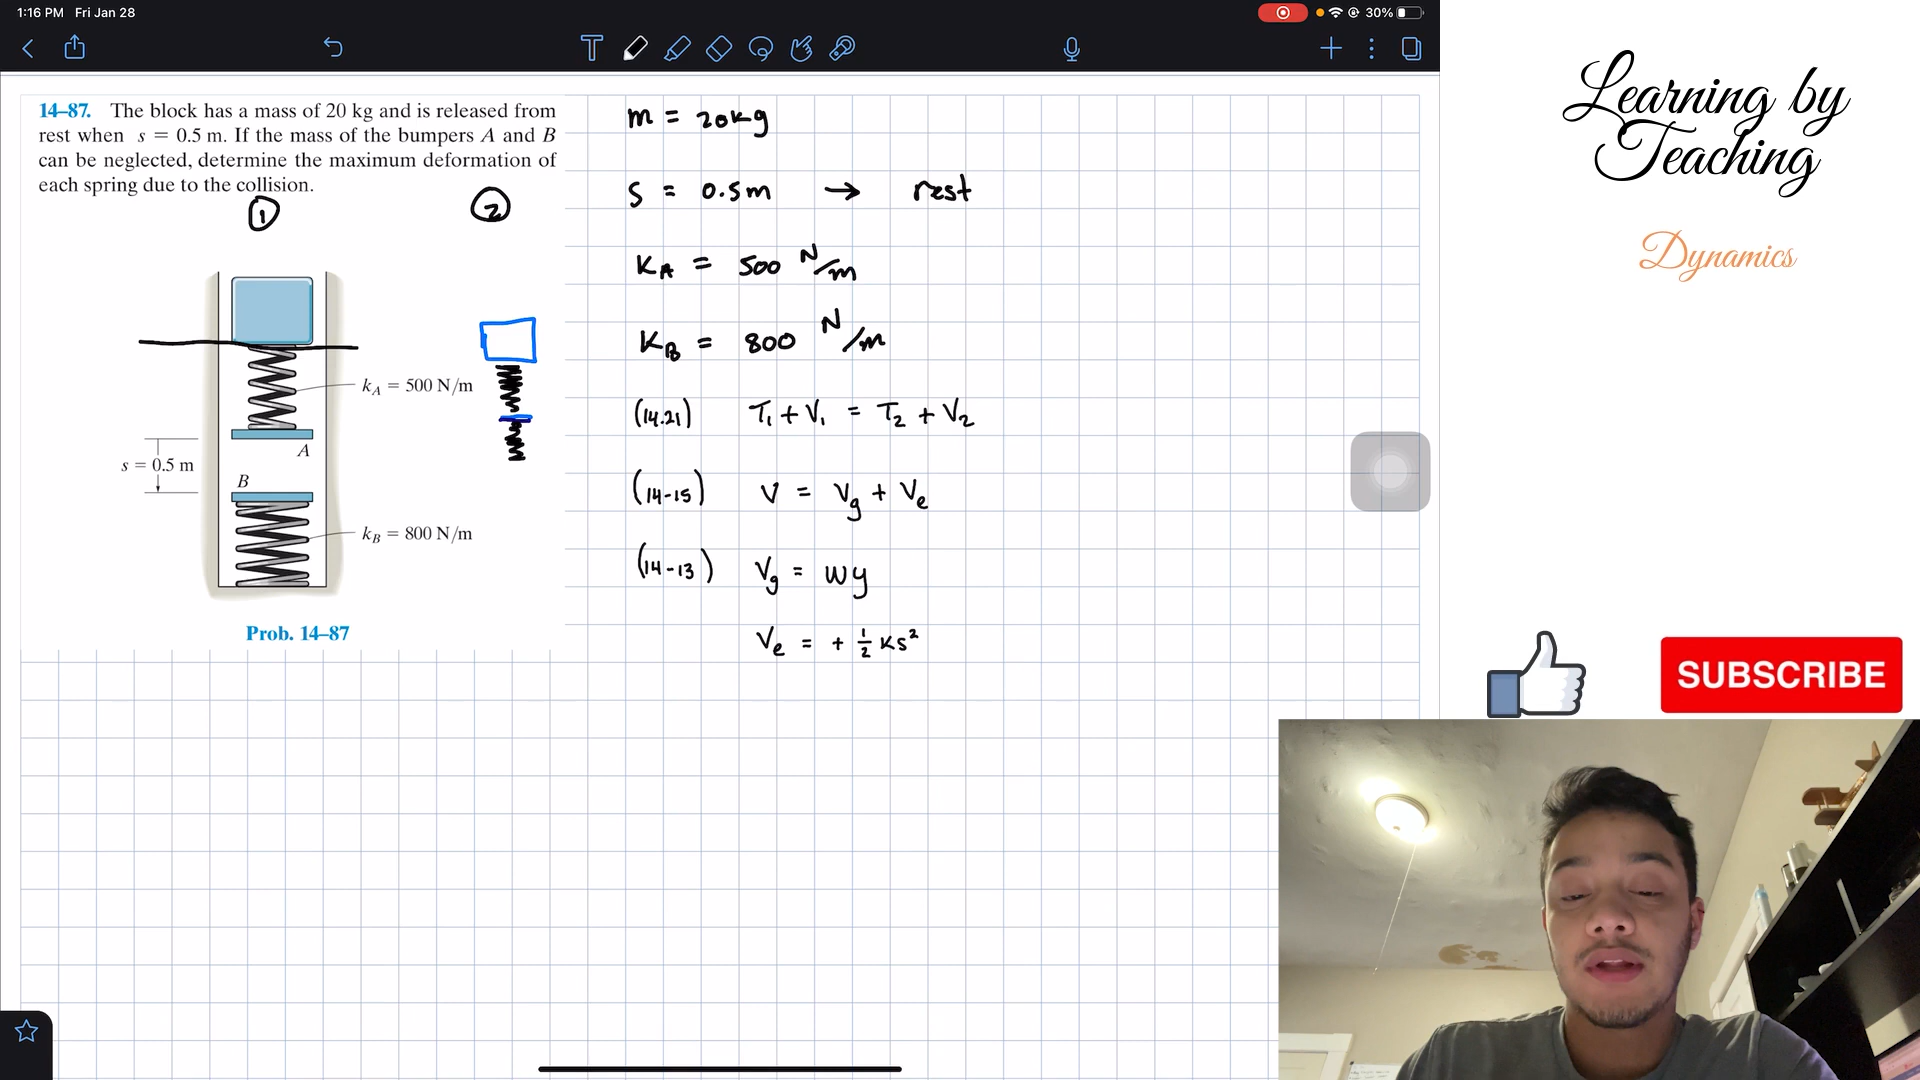 1:16 PM Fri Jan 28
30%
14–87. The block has a mass of 20 kg and is released from
rest when s = 0.5 m. If the mass of the bumpers A and B
can be neglected, determine the maximum deformation of
each spring due to the collision.
①
②
kA = 500 N/m
A
s = 0.5 m
B
kB = 800 N/m
Prob. 14–87
m = 20kg
S = 0.5m → rest
KA = 500 N/m
KB = 800 N/m
(14.21) T1 + V1 = T2 + V2
(14-15) V = Vg + Ve
(14-13) Vg = Wy
Ve = + 1/2 ks²
Learning by
Teaching
Dynamics
SUBSCRIBE